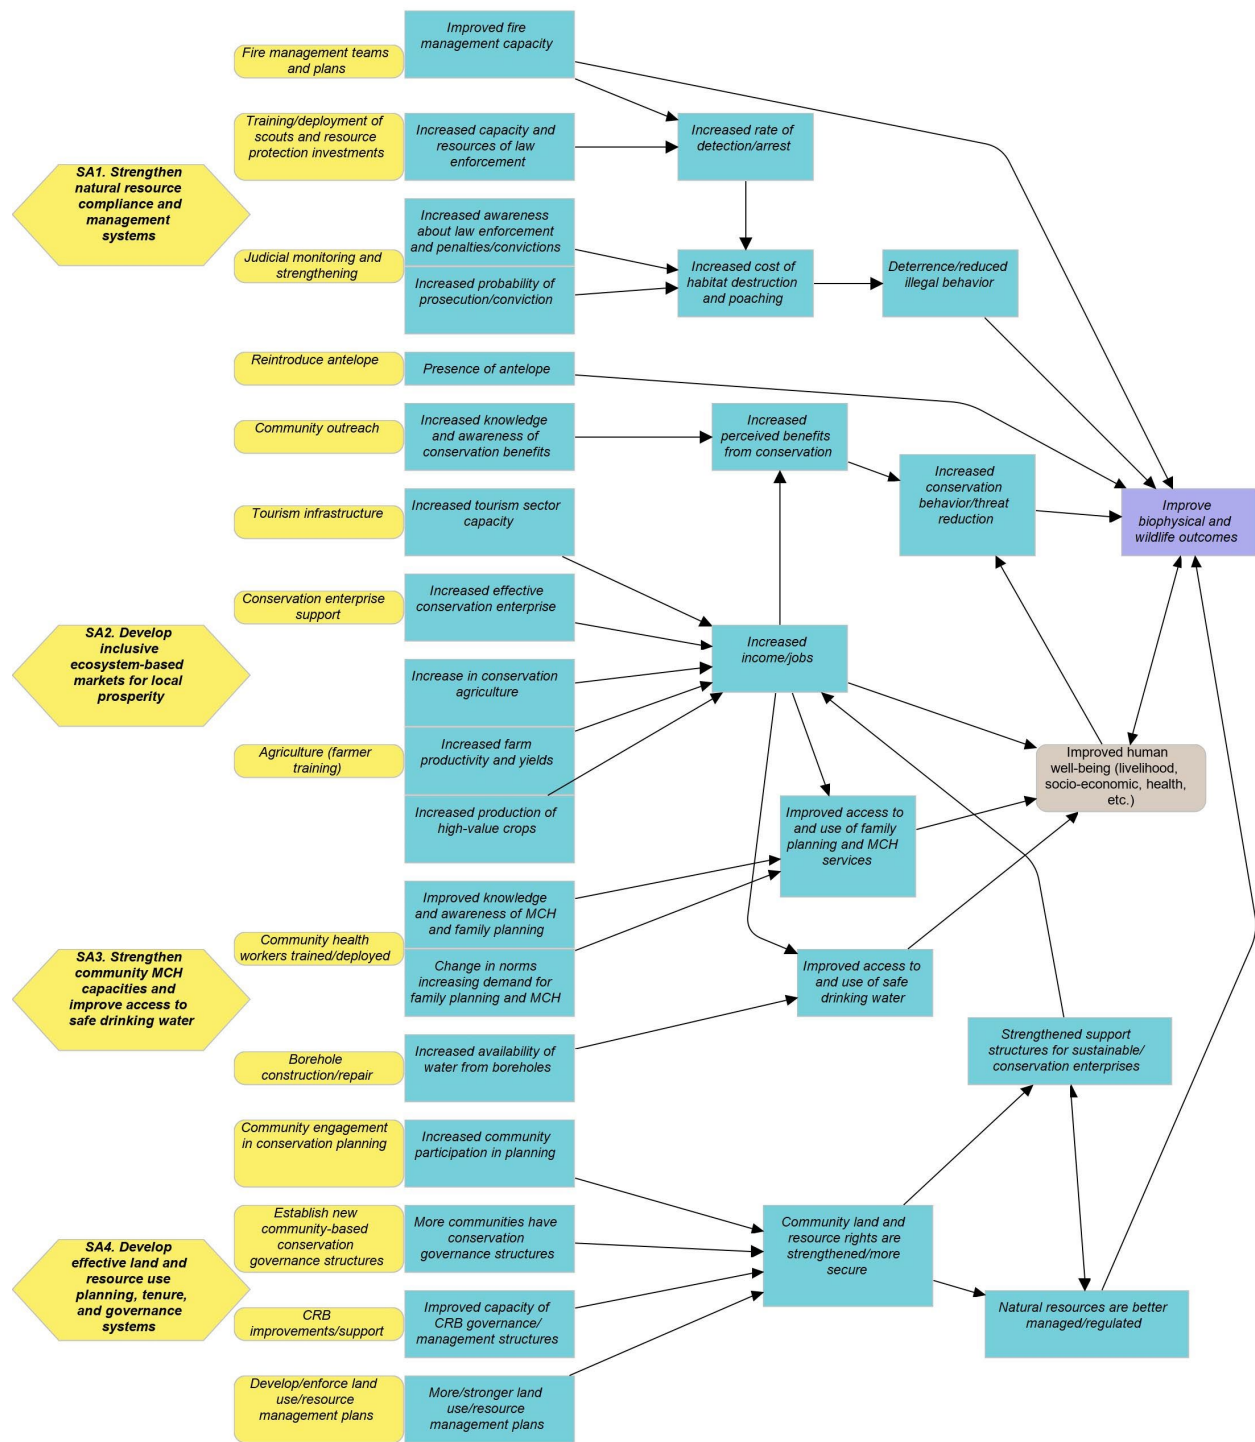 Improved fire
management capacity
Fire management teams
and plans
Training/deployment of
scouts and resource
protection investments
Increased capacity and
resources of law
enforcement
Increased rate of
detection/arrest
SA1. Strengthen
natural resource
compliance and
management
systems
Increased awareness
about law enforcement
and penalties/convictions
Judicial monitoring and
strengthening
Increased probability of
prosecution/conviction
Increased cost of
habitat destruction
and poaching
Deterrence/reduced
illegal behavior
Reintroduce antelope
Presence of antelope
Community outreach
Increased knowledge
and awareness of
conservation benefits
Increased
perceived benefits
from conservation
Increased
conservation
behavior/threat
reduction
Improve
biophysical and
wildlife outcomes
Tourism infrastructure
Increased tourism sector
capacity
Conservation enterprise
support
Increased effective
conservation enterprise
SA2. Develop
inclusive
ecosystem-based
markets for local
prosperity
Increased
income/jobs
Increase in conservation
agriculture
Agriculture (farmer
training)
Increased farm
productivity and yields
Increased production of
high-value crops
Improved human
well-being (livelihood,
socio-economic, health,
etc.)
Improved access to
and use of family
planning and MCH
services
SA3. Strengthen
community MCH
capacities and
improve access to
safe drinking water
Community health
workers trained/deployed
Improved knowledge
and awareness of MCH
and family planning
Change in norms
increasing demand for
family planning and MCH
Improved access to
and use of safe
drinking water
Borehole
construction/repair
Increased availability of
water from boreholes
Strengthened support
structures for sustainable/
conservation enterprises
Community engagement
in conservation planning
Increased community
participation in planning
SA4. Develop
effective land and
resource use
planning, tenure,
and governance
systems
Establish new
community-based
conservation
governance structures
More communities have
conservation
governance structures
Community land and
resource rights are
strengthened/more
secure
CRB
improvements/support
Improved capacity of
CRB governance/
management structures
Natural resources are better
managed/regulated
Develop/enforce land
use/resource
management plans
More/stronger land
use/resource
management plans